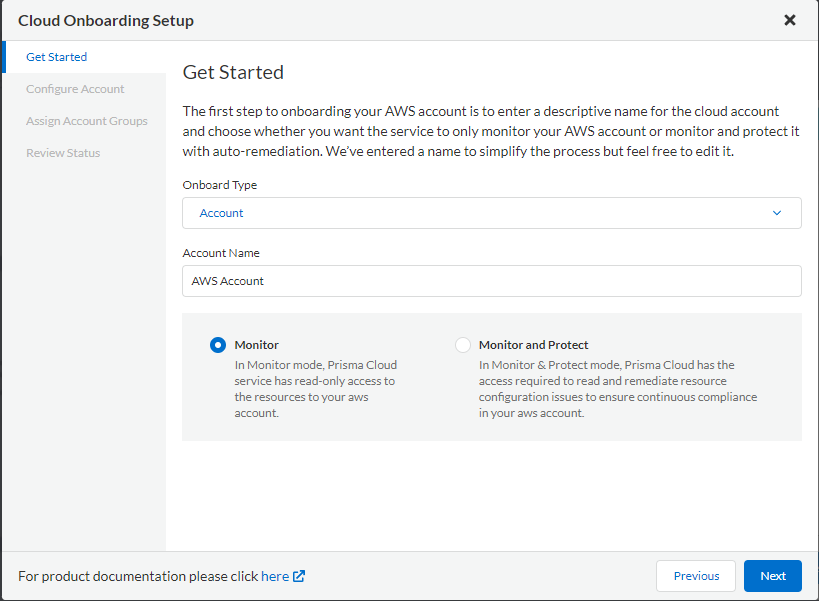 Cloud Onboarding Setup
Get Started
Configure Account
Assign Account Groups
Review Status
Get Started
The first step to onboarding your AWS account is to enter a descriptive name for the cloud account
and choose whether you want the service to only monitor your AWS account or monitor and protect it
with auto-remediation. We’ve entered a name to simplify the process but feel free to edit it.
Onboard Type
Account
Account Name
AWS Account
Monitor
In Monitor mode, Prisma Cloud
service has read-only access to
the resources to your aws
account.
Monitor and Protect
In Monitor & Protect mode, Prisma Cloud has the
access required to read and remediate resource
configuration issues to ensure continuous compliance
in your aws account.
For product documentation please click here
Previous
Next